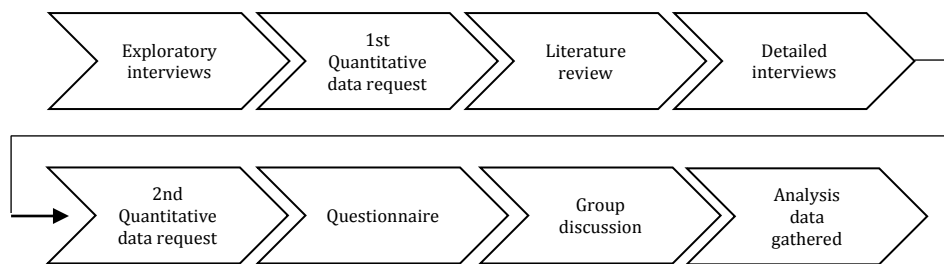 Exploratory
interviews
1st
Quantitative
data request
Literature
review
Detailed
interviews
2nd
Quantitative
data request
Questionnaire
Group
discussion
Analysis
data
gathered